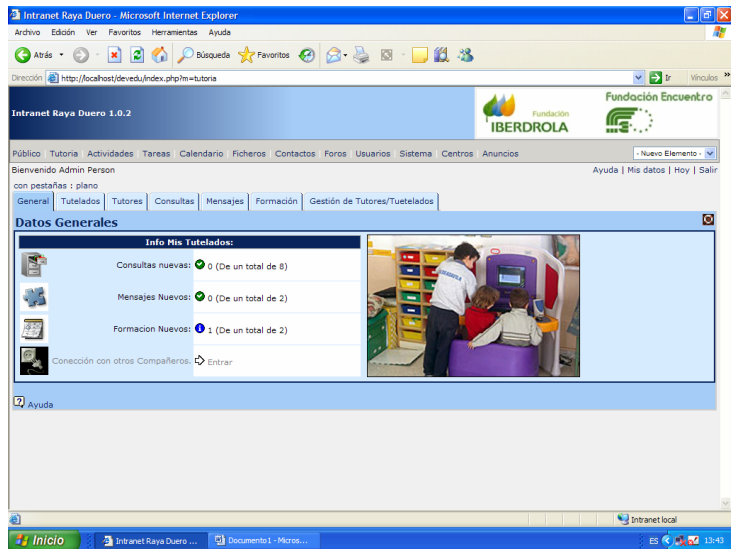 Intranet Raya Duero - Microsoft Internet Explorer
Archivo Edición Ver Favoritos Herramientas Ayuda
Atrás Búsqueda Favoritos
Dirección http://localhost/devedu/index.php?m=tutoria Ir Vínculos »
Intranet Raya Duero 1.0.2
Fundación
IBERDROLA
Fundación Encuentro
Público Tutoria Actividades Tareas Calendario Ficheros Contactos Foros Usuarios Sistema Centros Anuncios - Nuevo Elemento -
Bienvenido Admin Person Ayuda | Mis datos | Hoy | Salir
con pestañas : plano
General Tutelados Tutores Consultas Mensajes Formación Gestión de Tutores/Tuetelados
Datos Generales
Info Mis Tutelados:
Consultas nuevas: 0 (De un total de 8)
Mensajes Nuevos: 0 (De un total de 2)
Formacion Nuevos: 1 (De un total de 2)
Conección con otros Compañeros. Entrar
Ayuda
Intranet local
Inicio Intranet Raya Duero ... Documento1 - Micros... ES 13:43